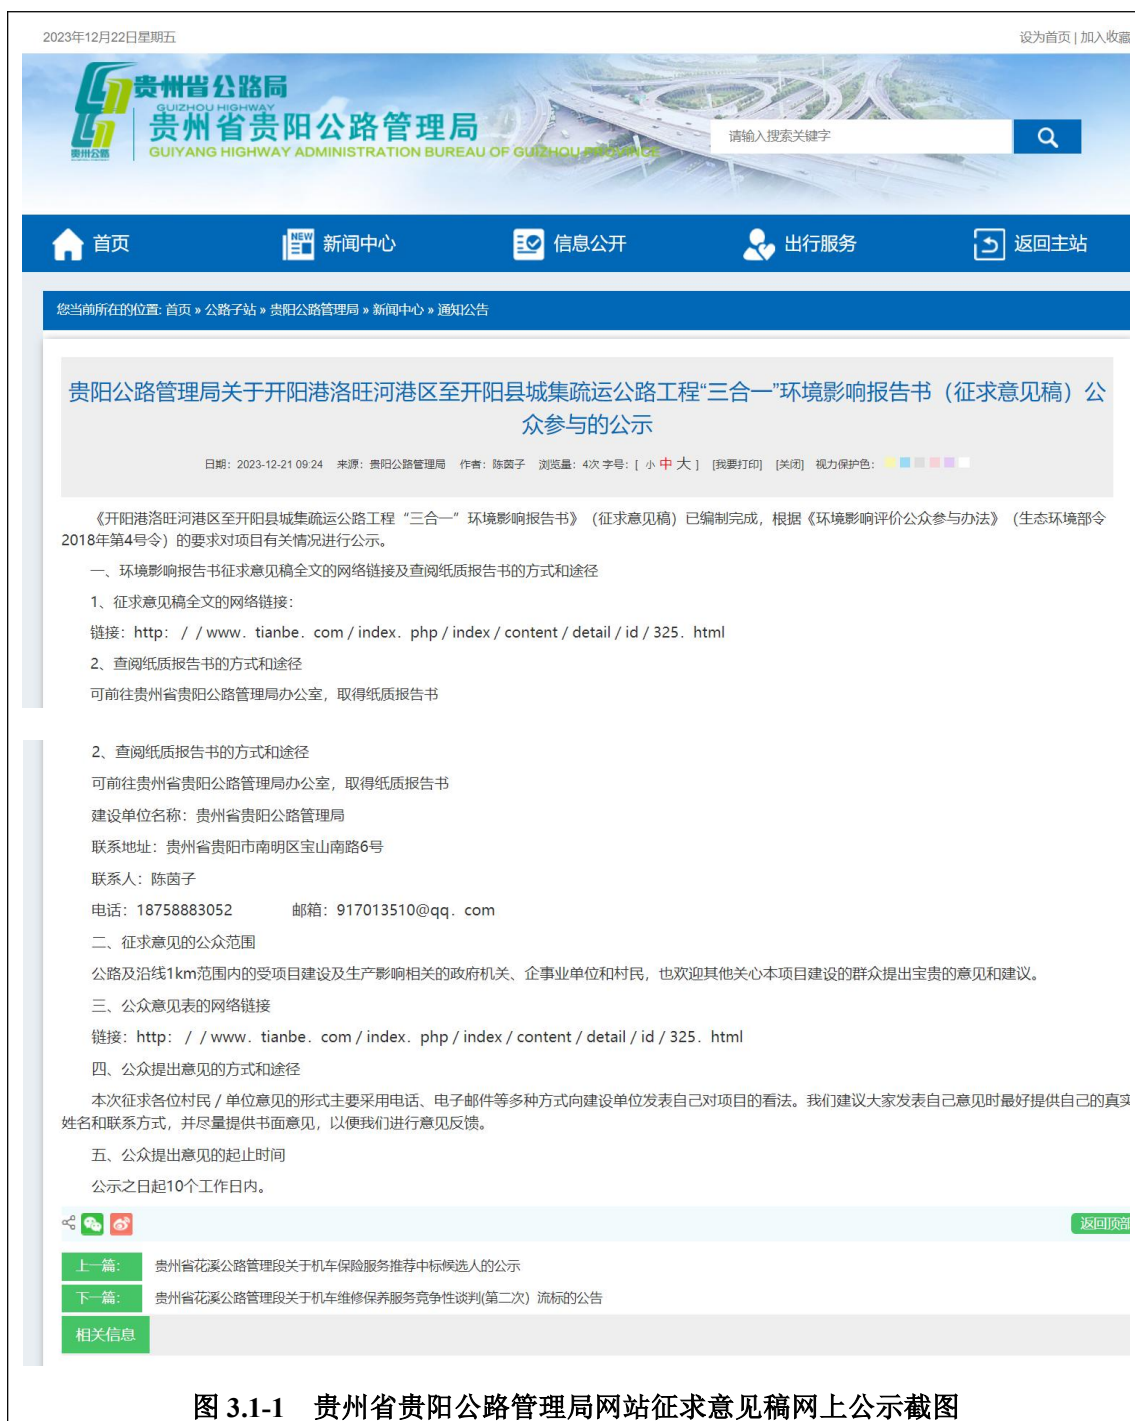 2023年12月22日星期五 设为首页 | 加入收藏
贵州省公路局
GUIZHOU HIGHWAY
贵州省贵阳公路管理局
GUIYANG HIGHWAY ADMINISTRATION BUREAU OF GUIZHOU PROVINCE
贵州公路
请输入搜索关键字
首页 新闻中心 信息公开 出行服务 返回主站
您当前所在的位置: 首页 » 公路子站 » 贵阳公路管理局 » 新闻中心 » 通知公告
贵阳公路管理局关于开阳港洛旺河港区至开阳县城集疏运公路工程“三合一”环境影响报告书（征求意见稿）公
众参与的公示
日期：2023-12-21 09:24 来源：贵阳公路管理局 作者：陈茵子 浏览量：4次 字号：[ 小 中 大 ] [我要打印] [关闭] 视力保护色：
《开阳港洛旺河港区至开阳县城集疏运公路工程“三合一”环境影响报告书》（征求意见稿）已编制完成，根据《环境影响评价公众参与办法》（生态环境部令
2018年第4号令）的要求对项目有关情况进行公示。
一、环境影响报告书征求意见稿全文的网络链接及查阅纸质报告书的方式和途径
1、征求意见稿全文的网络链接：
链接：http：/ / www．tianbe．com / index．php / index / content / detail / id / 325．html
2、查阅纸质报告书的方式和途径
可前往贵州省贵阳公路管理局办公室，取得纸质报告书
2、查阅纸质报告书的方式和途径
可前往贵州省贵阳公路管理局办公室，取得纸质报告书
建设单位名称：贵州省贵阳公路管理局
联系地址：贵州省贵阳市南明区宝山南路6号
联系人：陈茵子
电话：18758883052 邮箱：917013510@qq．com
二、征求意见的公众范围
公路及沿线1km范围内的受项目建设及生产影响相关的政府机关、企事业单位和村民，也欢迎其他关心本项目建设的群众提出宝贵的意见和建议。
三、公众意见表的网络链接
链接：http：/ / www．tianbe．com / index．php / index / content / detail / id / 325．html
四、公众提出意见的方式和途径
本次征求各位村民 / 单位意见的形式主要采用电话、电子邮件等多种方式向建设单位发表自己对项目的看法。我们建议大家发表自己意见时最好提供自己的真实
姓名和联系方式，并尽量提供书面意见，以便我们进行意见反馈。
五、公众提出意见的起止时间
公示之日起10个工作日内。
返回顶部
上一篇： 贵州省花溪公路管理段关于机车保险服务推荐中标候选人的公示
下一篇： 贵州省花溪公路管理段关于机车维修保养服务竞争性谈判(第二次）流标的公告
相关信息
图 3.1-1 贵州省贵阳公路管理局网站征求意见稿网上公示截图